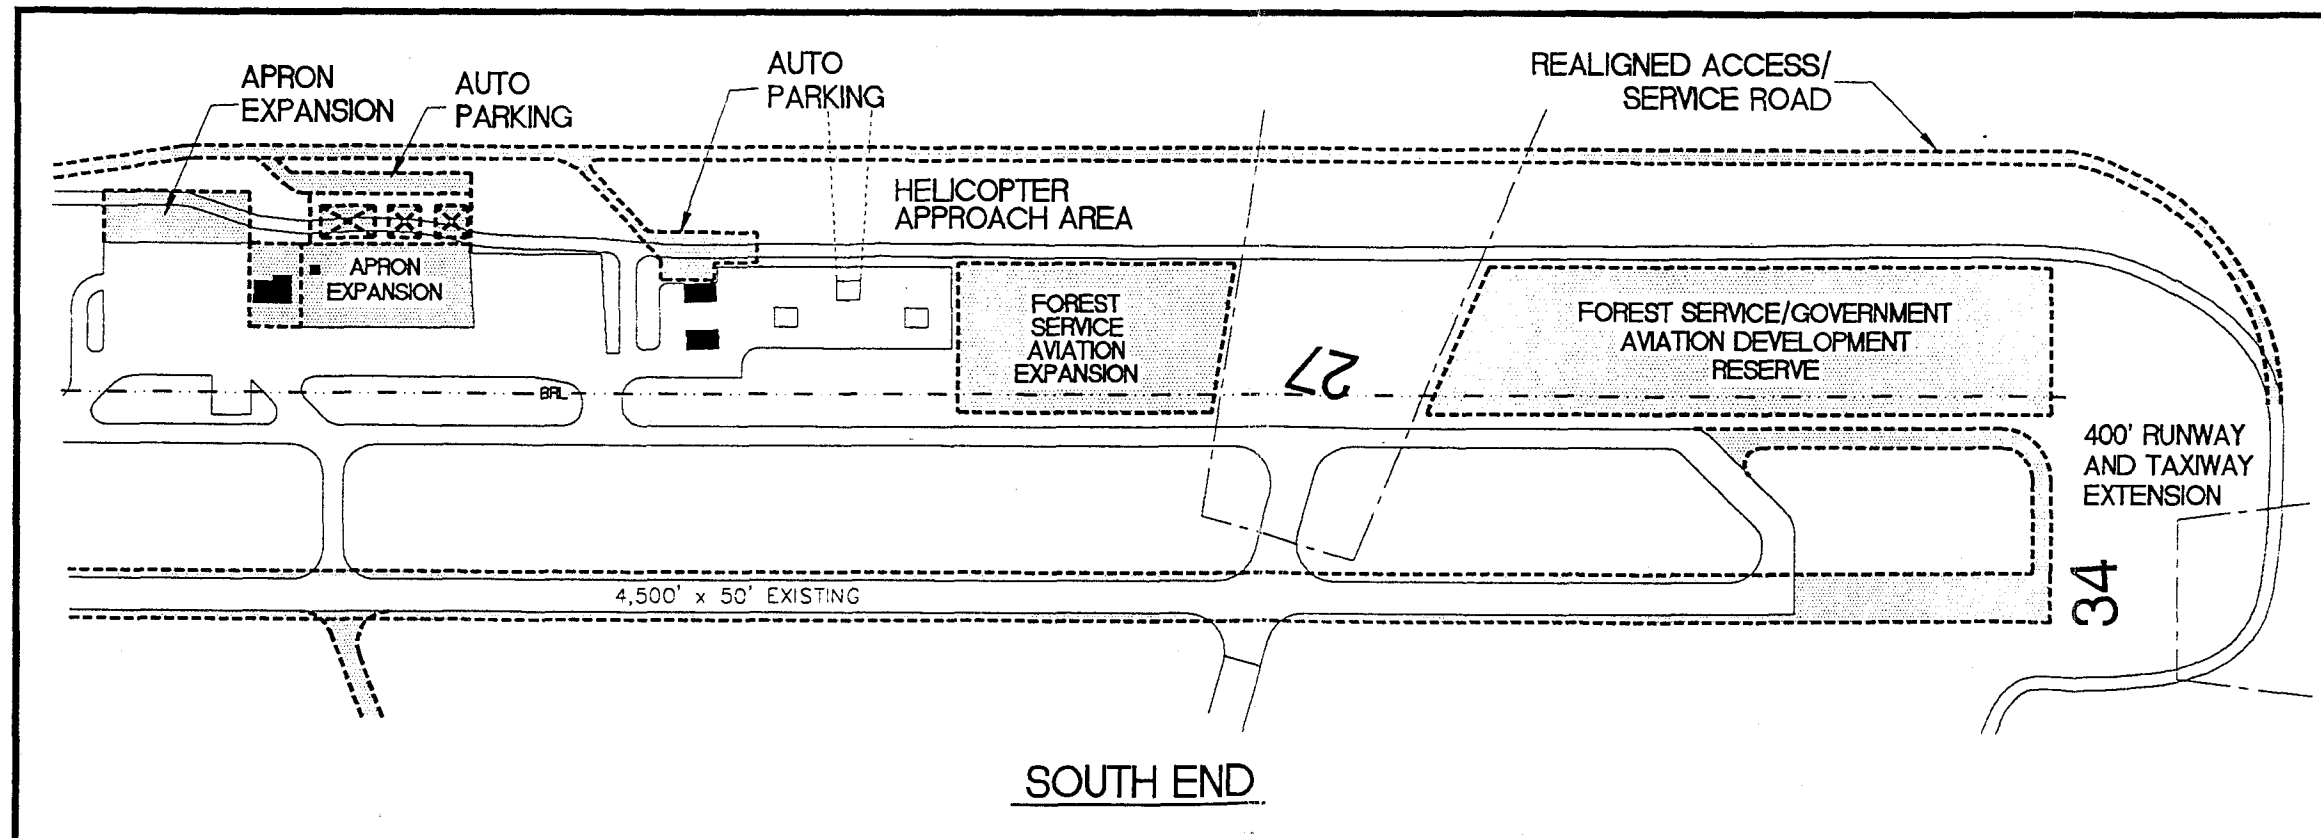 APRON
EXPANSION
AUTO
PARKING
AUTO
PARKING
REALIGNED ACCESS/
SERVICE ROAD
HELICOPTER
APPROACH AREA
APRON
EXPANSION
FOREST
SERVICE
AVIATION
EXPANSION
FOREST SERVICE/GOVERNMENT
AVIATION DEVELOPMENT
RESERVE
27
BRL
400' RUNWAY
AND TAXIWAY
EXTENSION
34
4,500' x 50' EXISTING
SOUTH END